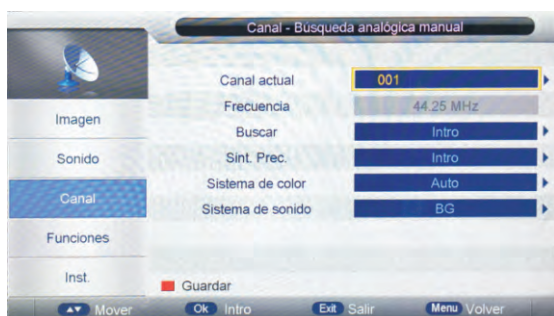 Canal - Búsqueda analógica manual
Imagen
Sonido
Canal
Funciones
Inst.
Canal actual 001
Frecuencia 44.25 MHz
Buscar Intro
Sint. Prec. Intro
Sistema de color Auto
Sistema de sonido BG
Guardar
Mover Ok Intro Exit Salir Menu Volver